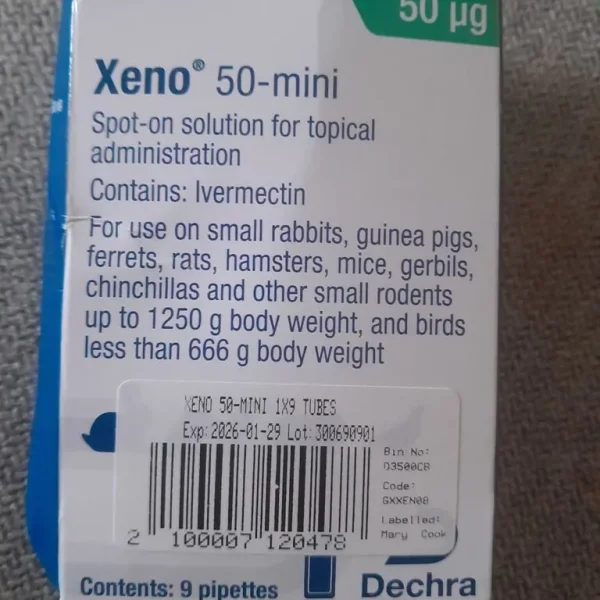 50 µg
Xeno® 50-mini
Spot-on solution for topical
administration
Contains: Ivermectin
For use on small rabbits, guinea pigs,
ferrets, rats, hamsters, mice, gerbils,
chinchillas and other small rodents
up to 1250 g body weight, and birds
less than 666 g body weight
XENO 50-MINI 1X9 TUBES
Exp: 2026-01-29 Lot: 300690901
Bin No:
D3500CB
Code:
GXXEN08
Labelled:
Mary Cook
2 100007 120478
Contents: 9 pipettes
Dechra